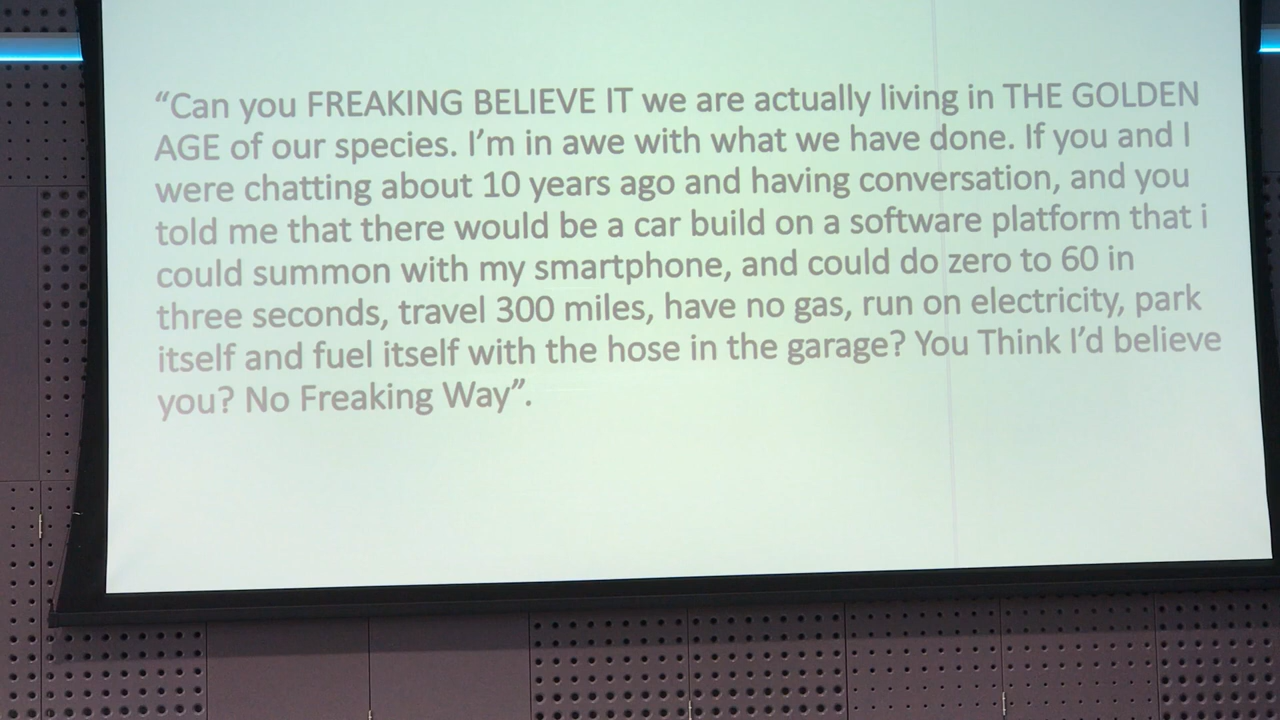 “Can you FREAKING BELIEVE IT we are actually living in THE GOLDEN
AGE of our species. I’m in awe with what we have done. If you and I
were chatting about 10 years ago and having conversation, and you
told me that there would be a car build on a software platform that i
could summon with my smartphone, and could do zero to 60 in
three seconds, travel 300 miles, have no gas, run on electricity, park
itself and fuel itself with the hose in the garage? You Think I’d believe
you? No Freaking Way”.